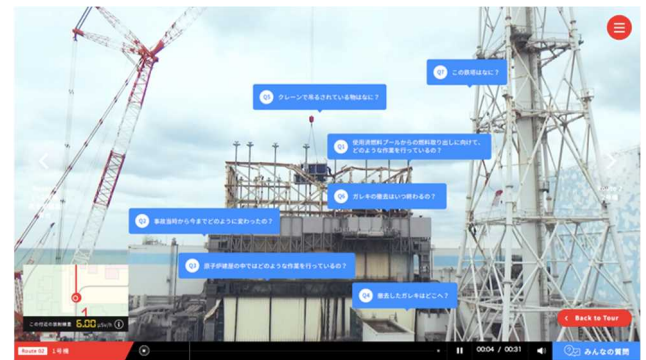 Q7 この鉄塔はなに？
Q5 クレーンで吊るされている物はなに？
Q1 使用済燃料プールからの燃料取り出しに向けて、
どのような作業を行っているの？
Q6 ガレキの撤去はいつ終わるの？
Q2 事故当時から今までどのように変わったの？
Q3 原子炉建屋の中ではどのような作業を行っているの？
Q4 撤去したガレキはどこへ？
1
この付近の放射線量 6.00 μSv/h
Back to Tour
Route 02 1号機
00:04 / 00:31
みんなの質問